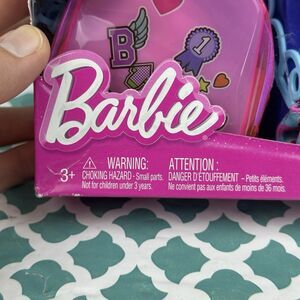 B
1
Barbie
3+
WARNING:
CHOKING HAZARD - Small parts.
Not for children under 3 years.
ATTENTION :
DANGER D'ÉTOUFFEMENT – Petits éléments.
Ne convient pas aux enfants de moins de 36 mois.